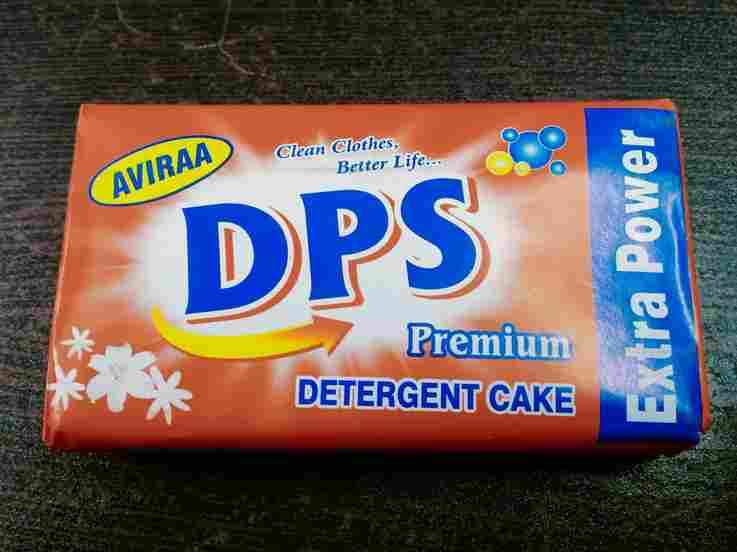 AVIRAA
Clean Clothes,
Better Life...
DPS
Premium
DETERGENT CAKE
Extra Power